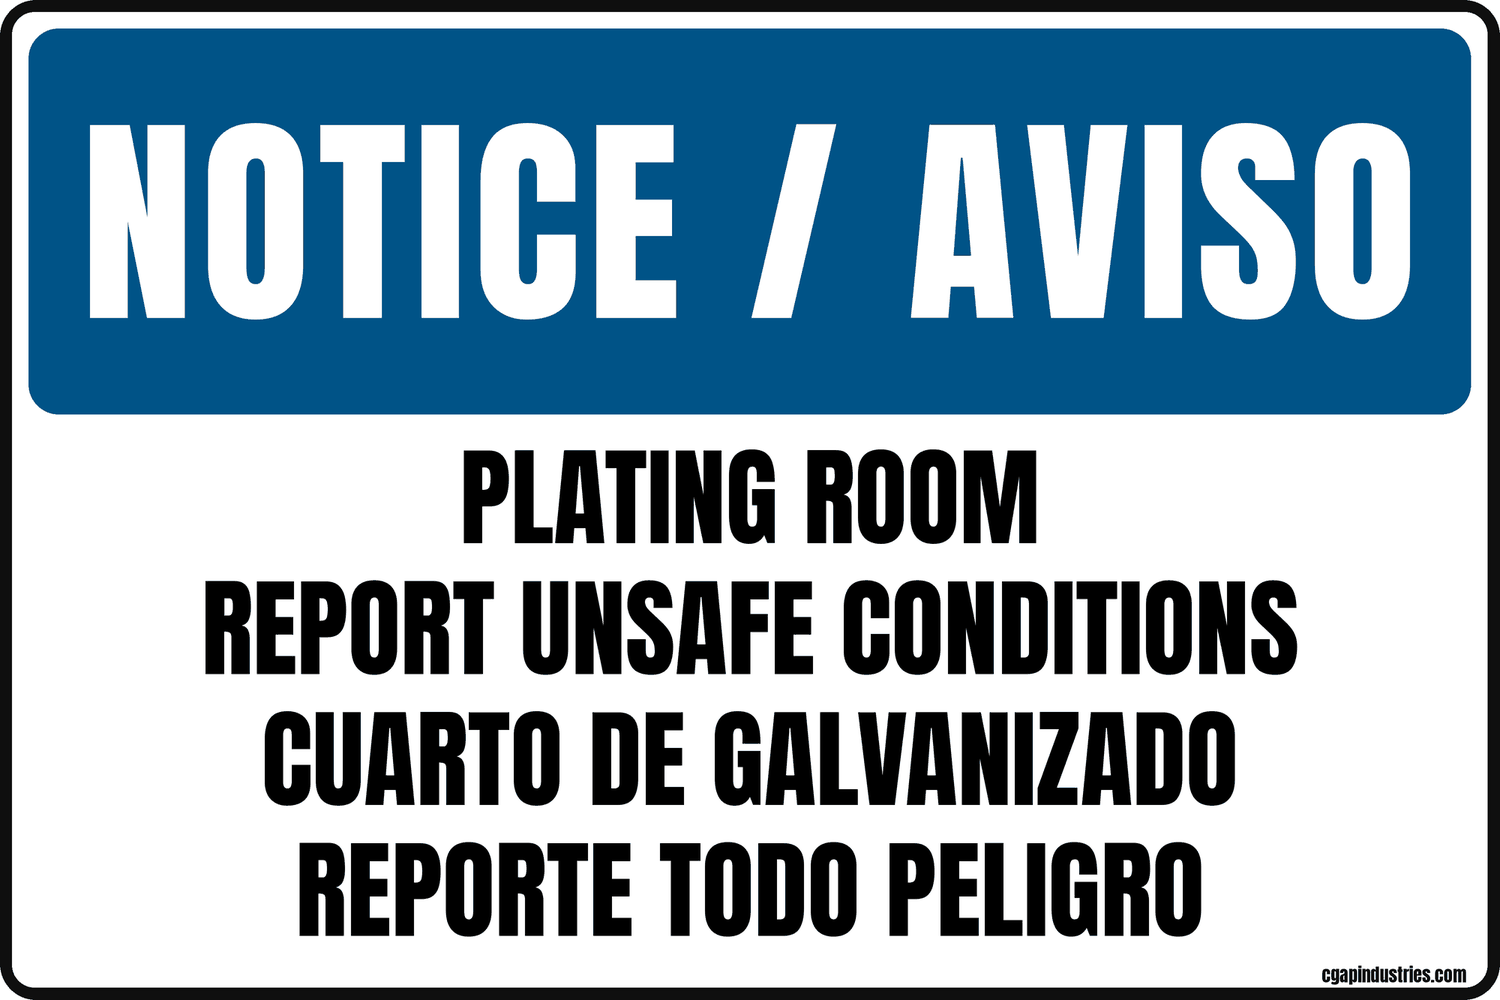 NOTICE / AVISO
PLATING ROOM
REPORT UNSAFE CONDITIONS
CUARTO DE GALVANIZADO
REPORTE TODO PELIGRO
cgapindustries.com